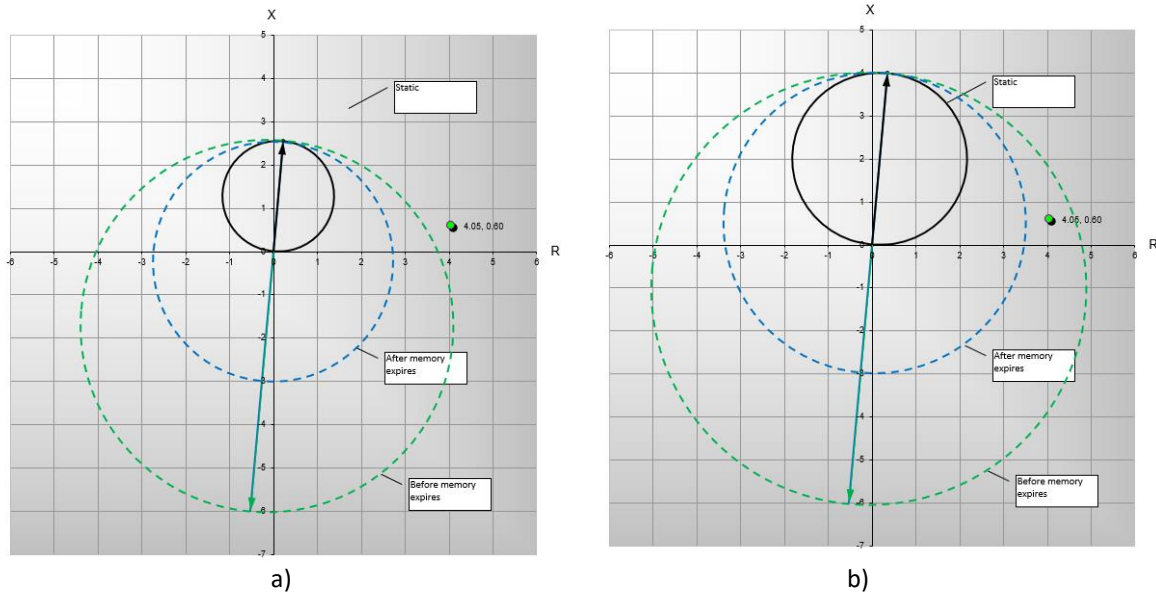 X
5
4
Static
3
2
1
4.05, 0.60
-6 -5 -4 -3 -2 -1 0 1 2 3 4 5 6
R
-1
-2
After memory
expires
-3
-4
-5
Before memory
expires
-6
-7
a)
X
5
4
Static
3
2
1
4.05, 0.60
-6 -5 -4 -3 -2 -1 0 1 2 3 4 5 6
R
-1
-2
After memory
expires
-3
-4
-5
Before memory
expires
-6
-7
b)